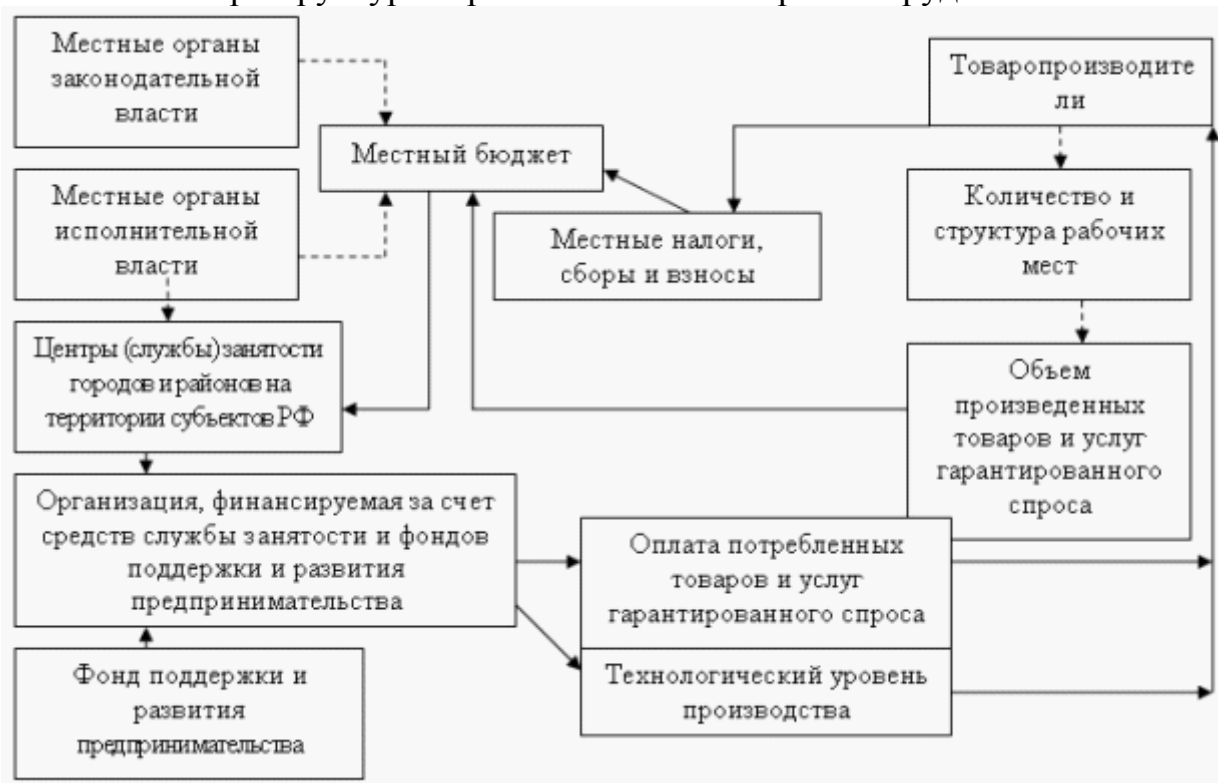 Местные органы
законодательной
власти
Товаропроизводите
ли
Местный бюджет
Местные органы
исполнительной
власти
Количество и
структура рабочих
мест
Местные налоги,
сборы и взносы
Центры (службы) занятости
городов и районов на
территории субъектов РФ
Объем
произведенных
товаров и услуг
гарантированного
спроса
Организация, финансируемая за счет
средств службы занятости и фондов
поддержки и развития
предпринимательства
Оплата потребленных
товаров и услуг
гарантированного спроса
Фонд поддержки и
развития
предпринимательства
Технологический уровень
производства